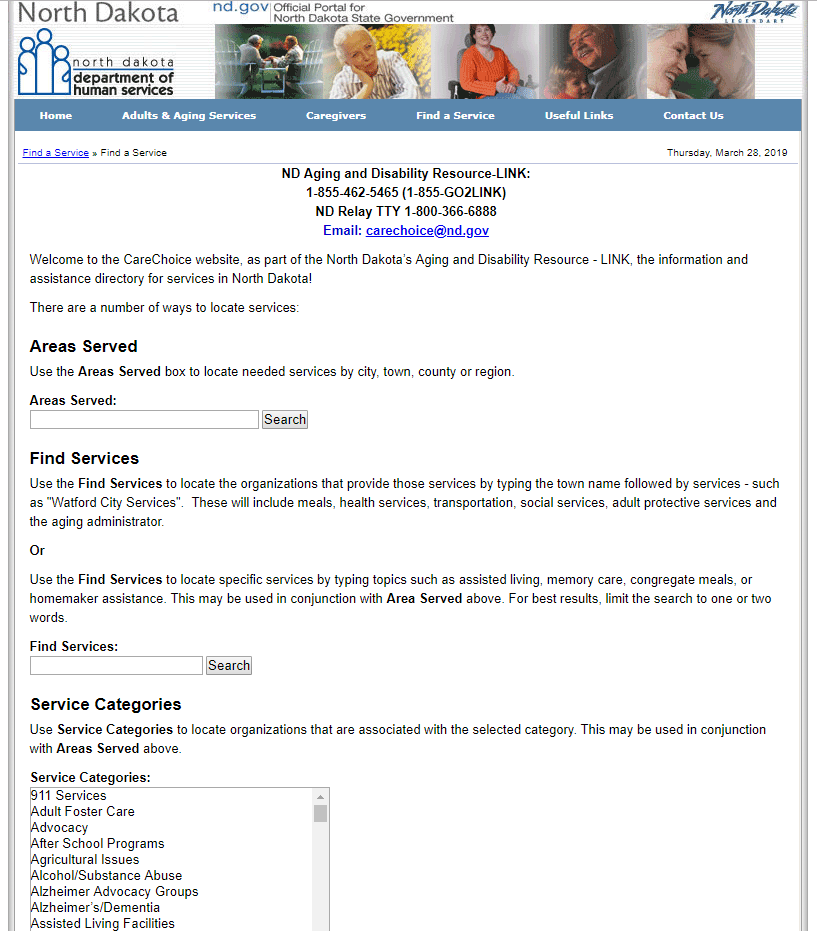 North Dakota
nd.gov Official Portal for
North Dakota State Government
North Dakota
LEGENDARY
north dakota
department of
human services
Home Adults & Aging Services Caregivers Find a Service Useful Links Contact Us
Find a Service » Find a Service Thursday, March 28, 2019
ND Aging and Disability Resource-LINK:
1-855-462-5465 (1-855-GO2LINK)
ND Relay TTY 1-800-366-6888
Email: carechoice@nd.gov
Welcome to the CareChoice website, as part of the North Dakota's Aging and Disability Resource - LINK, the information and
assistance directory for services in North Dakota!
There are a number of ways to locate services:
Areas Served
Use the Areas Served box to locate needed services by city, town, county or region.
Areas Served:
Search
Find Services
Use the Find Services to locate the organizations that provide those services by typing the town name followed by services - such
as "Watford City Services".  These will include meals, health services, transportation, social services, adult protective services and
the aging administrator.
Or
Use the Find Services to locate specific services by typing topics such as assisted living, memory care, congregate meals, or
homemaker assistance. This may be used in conjunction with Area Served above. For best results, limit the search to one or two
words.
Find Services:
Search
Service Categories
Use Service Categories to locate organizations that are associated with the selected category. This may be used in conjunction
with Areas Served above.
Service Categories:
911 Services
Adult Foster Care
Advocacy
After School Programs
Agricultural Issues
Alcohol/Substance Abuse
Alzheimer Advocacy Groups
Alzheimer's/Dementia
Assisted Living Facilities